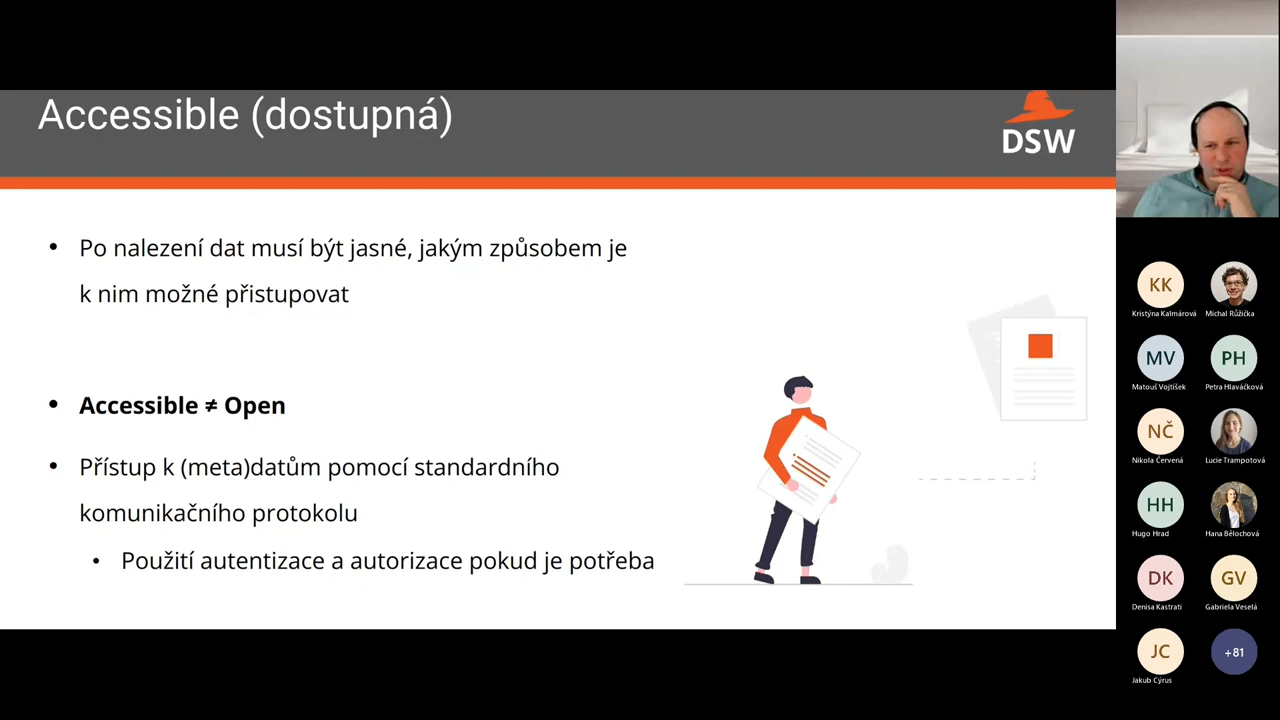 Accessible (dostupná)
DSW
• Po nalezení dat musí být jasné, jakým způsobem je
k nim možné přistupovat
• Accessible ≠ Open
• Přístup k (meta)datům pomocí standardního
komunikačního protokolu
• Použití autentizace a autorizace pokud je potřeba
KK
Kristýna Kalmárová
Michal Růžička
MV
Matouš Vojtíšek
PH
Petra Hlaváčková
NČ
Nikola Červená
Lucie Trampotová
HH
Hugo Hrad
Hana Bělochová
DK
Denisa Kastrati
GV
Gabriela Veselá
JC
Jakub Cýrus
+81